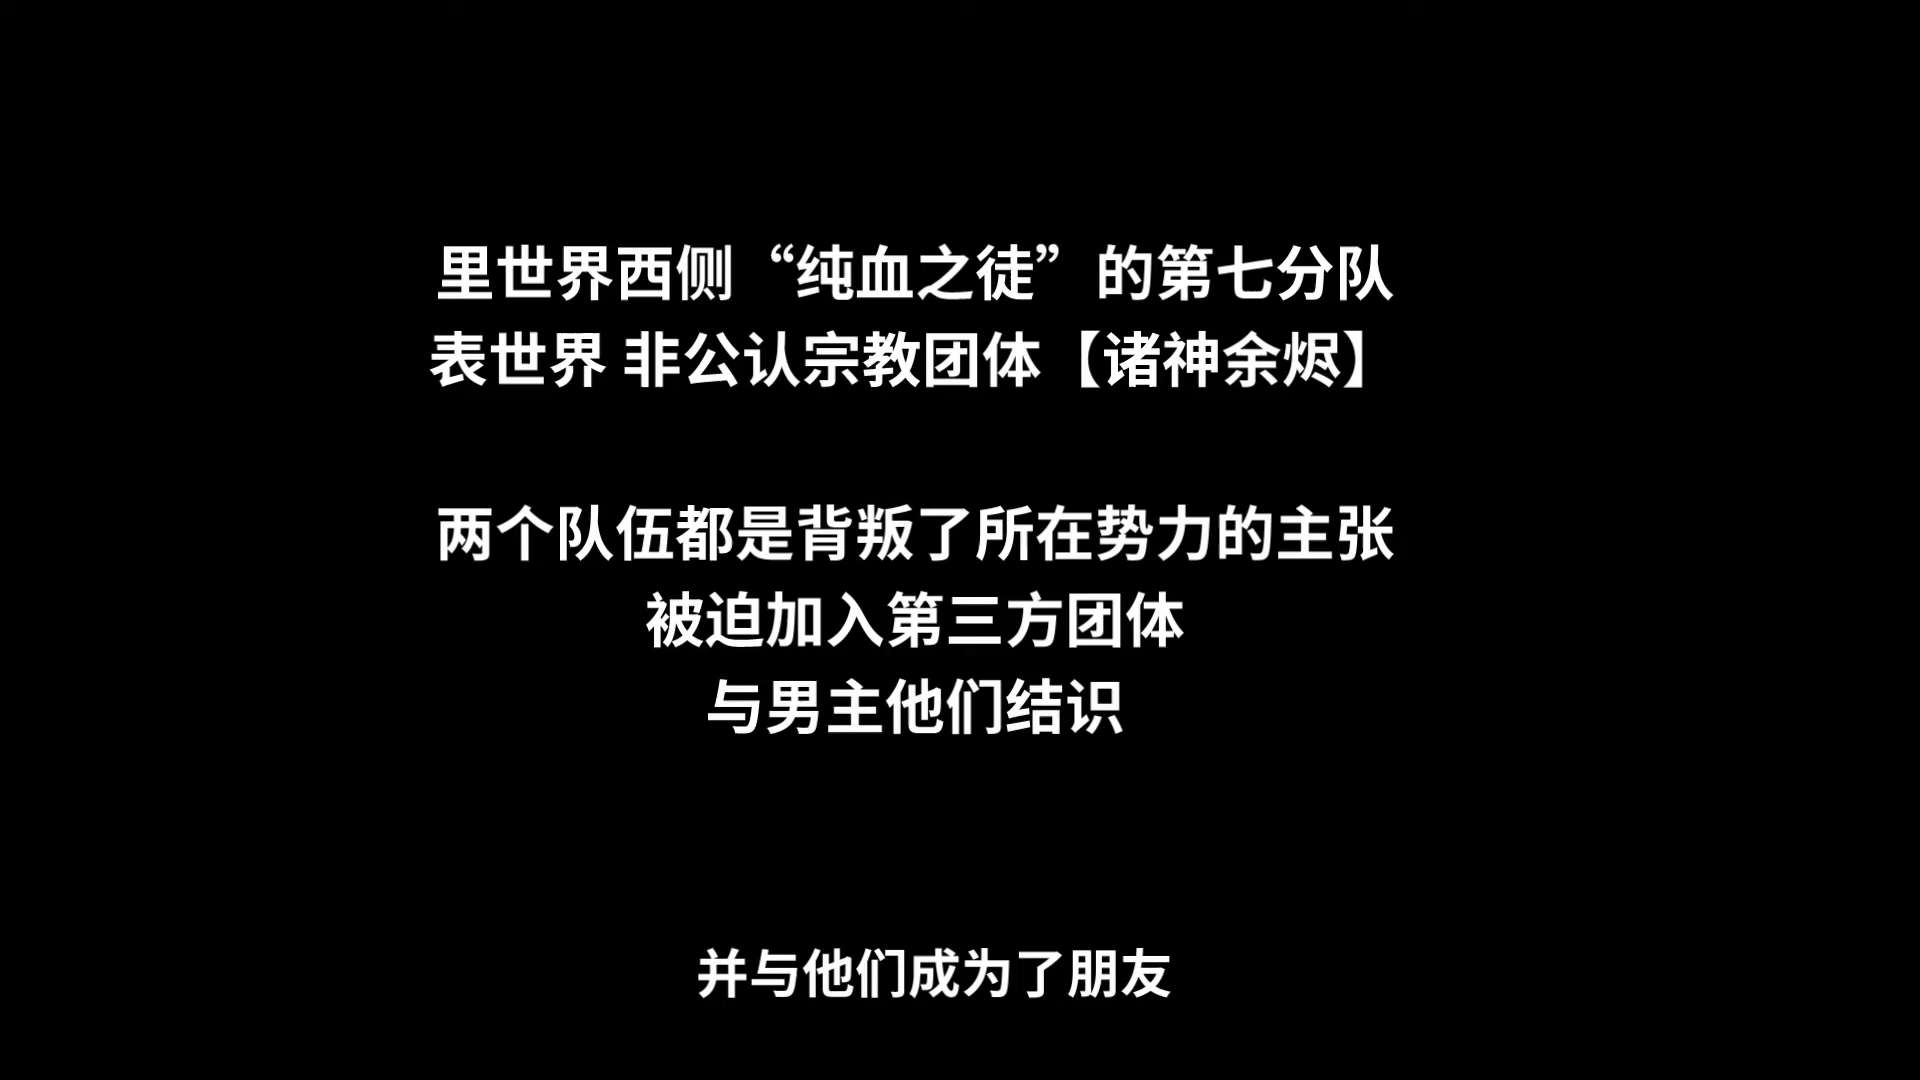 里世界西侧“纯血之徒”的第七分队
表世界 非公认宗教团体【诸神余烬】
两个队伍都是背叛了所在势力的主张
被迫加入第三方团体
与男主他们结识
并与他们成为了朋友